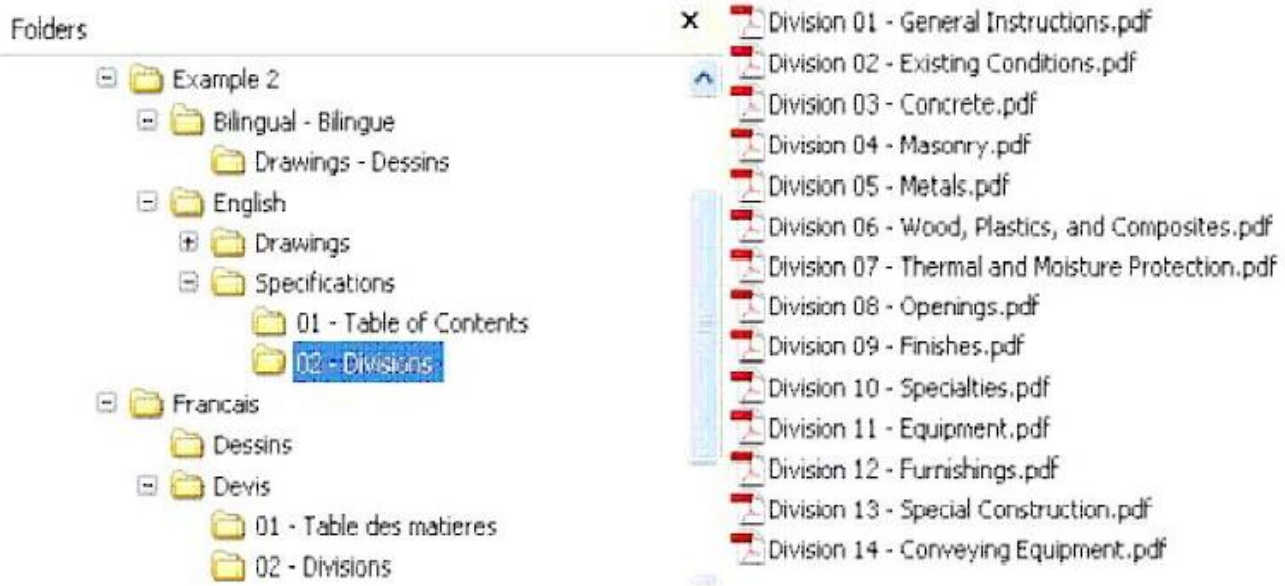 Folders
Example 2
Bilingual - Bilingue
Drawings - Dessins
English
Drawings
Specifications
01 - Table of Contents
02 - Divisions
Francais
Dessins
Devis
01 - Table des matieres
02 - Divisions
Division 01 - General Instructions.pdf
Division 02 - Existing Conditions.pdf
Division 03 - Concrete.pdf
Division 04 - Masonry.pdf
Division 05 - Metals.pdf
Division 06 - Wood, Plastics, and Composites.pdf
Division 07 - Thermal and Moisture Protection.pdf
Division 08 - Openings.pdf
Division 09 - Finishes.pdf
Division 10 - Specialties.pdf
Division 11 - Equipment.pdf
Division 12 - Furnishings.pdf
Division 13 - Special Construction.pdf
Division 14 - Conveying Equipment.pdf